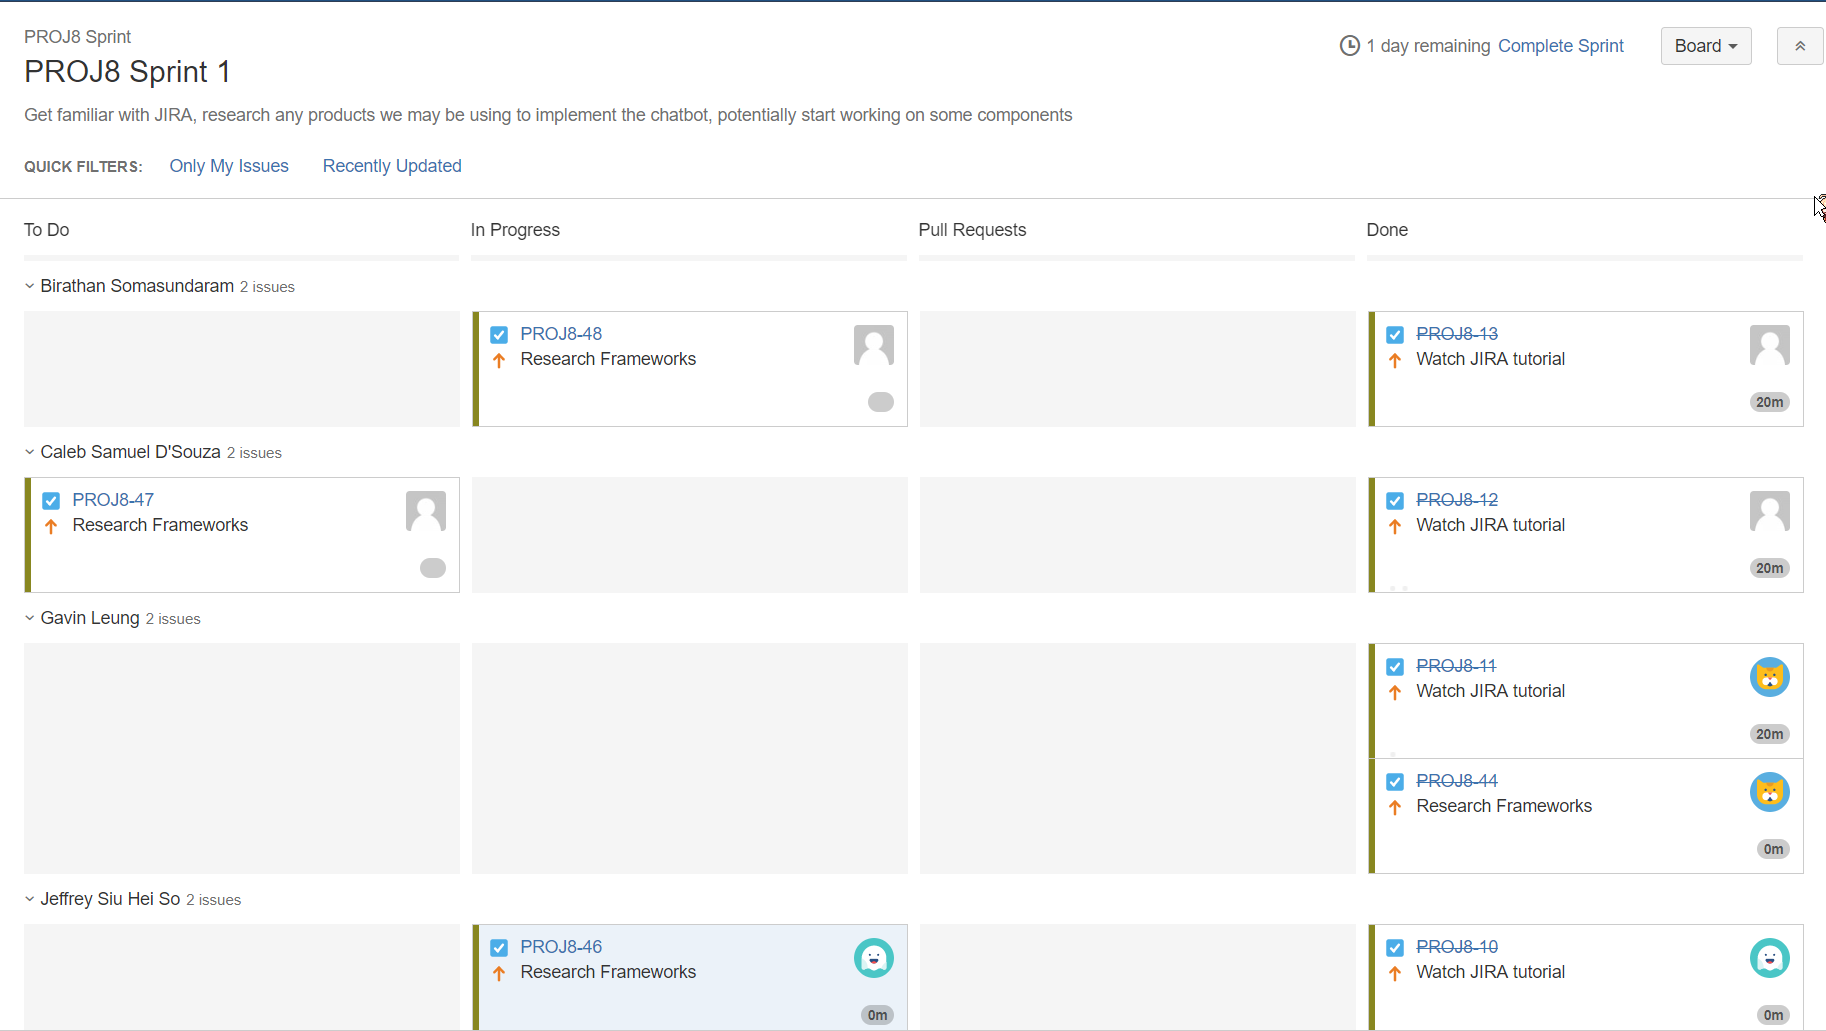 PROJ8 Sprint
1 day remaining Complete Sprint Board
PROJ8 Sprint 1
Get familiar with JIRA, research any products we may be using to implement the chatbot, potentially start working on some components
QUICK FILTERS: Only My Issues Recently Updated
To Do In Progress Pull Requests Done
Birathan Somasundaram 2 issues
PROJ8-48
Research Frameworks
PROJ8-13
Watch JIRA tutorial
20m
Caleb Samuel D'Souza 2 issues
PROJ8-47
Research Frameworks
PROJ8-12
Watch JIRA tutorial
20m
Gavin Leung 2 issues
PROJ8-11
Watch JIRA tutorial
20m
PROJ8-44
Research Frameworks
0m
Jeffrey Siu Hei So 2 issues
PROJ8-46
Research Frameworks
0m
PROJ8-10
Watch JIRA tutorial
0m